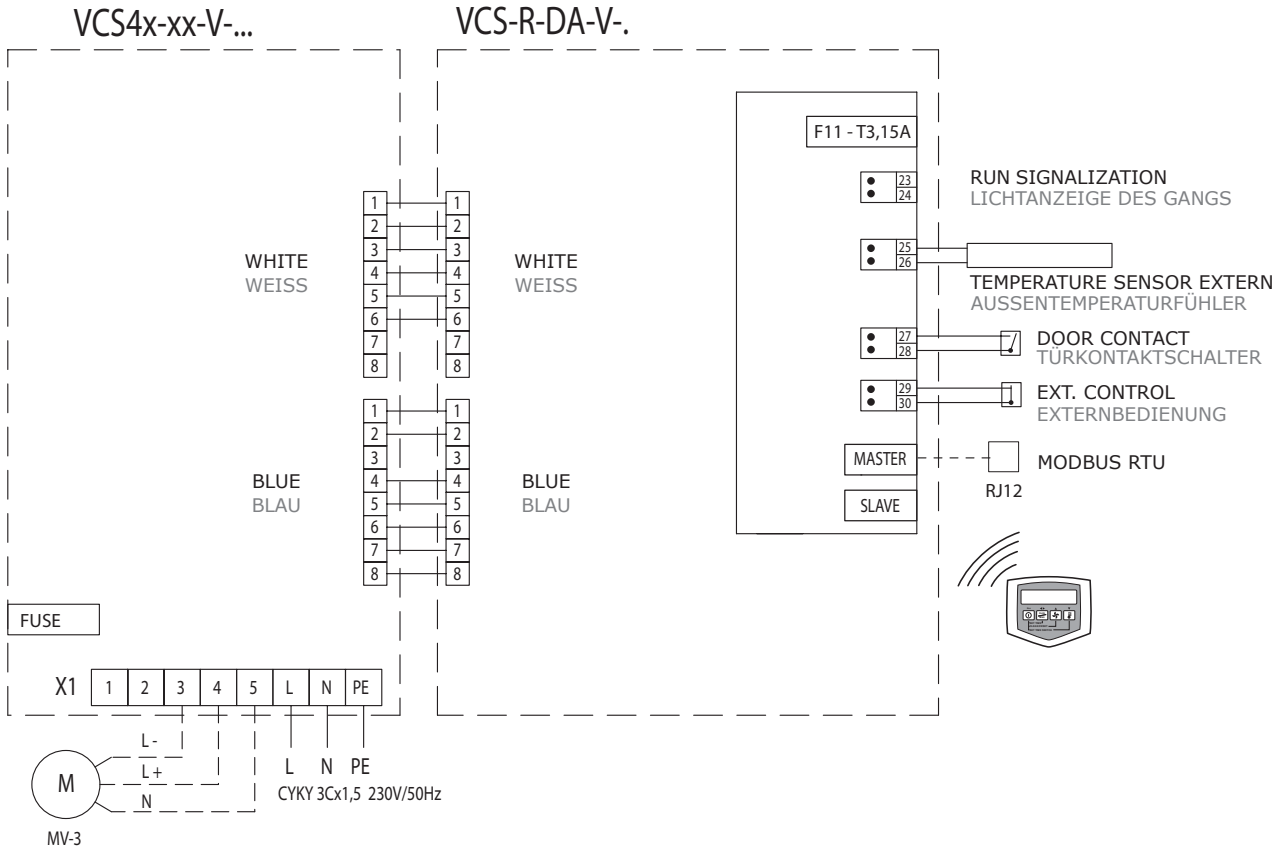 VCS4x-xx-V-...
VCS-R-DA-V-.
F11 - T3,15A
23
24
RUN SIGNALIZATION
LICHTANZEIGE DES GANGS
25
26
TEMPERATURE SENSOR EXTERN
AUSSENTEMPERATURFÜHLER
27
28
DOOR CONTACT
TÜRKONTAKTSCHALTER
29
30
EXT. CONTROL
EXTERNBEDIENUNG
MASTER
MODBUS RTU
RJ12
SLAVE
WHITE
WEISS
1
2
3
4
5
6
7
8
1
2
3
4
5
6
7
8
WHITE
WEISS
BLUE
BLAU
1
2
3
4
5
6
7
8
1
2
3
4
5
6
7
8
BLUE
BLAU
FUSE
X1 1 2 3 4 5 L N PE
L -
L +
N
M
MV-3
L N PE
CYKY 3Cx1,5 230V/50Hz